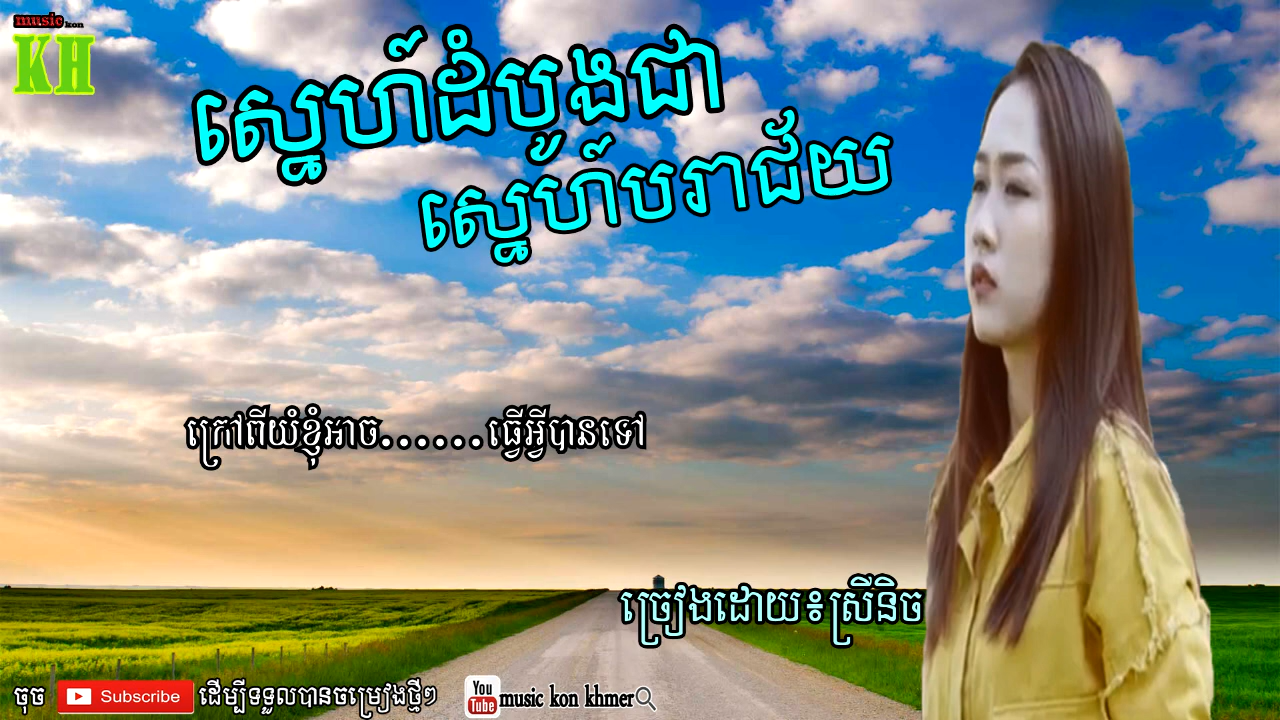 music kon
KH
ស្នេហ៍ដំបូងជា
ស្នេហ៍បរាជ័យ
ក្រៅពីយំខ្ញុំអាច......ធ្វើអ្វីបានទៅ
ច្រៀងដោយ៖ស្រីនិច
ចុច Subscribe ដើម្បីទទួលបានចម្រៀងថ្មីៗ You Tube music kon khmer